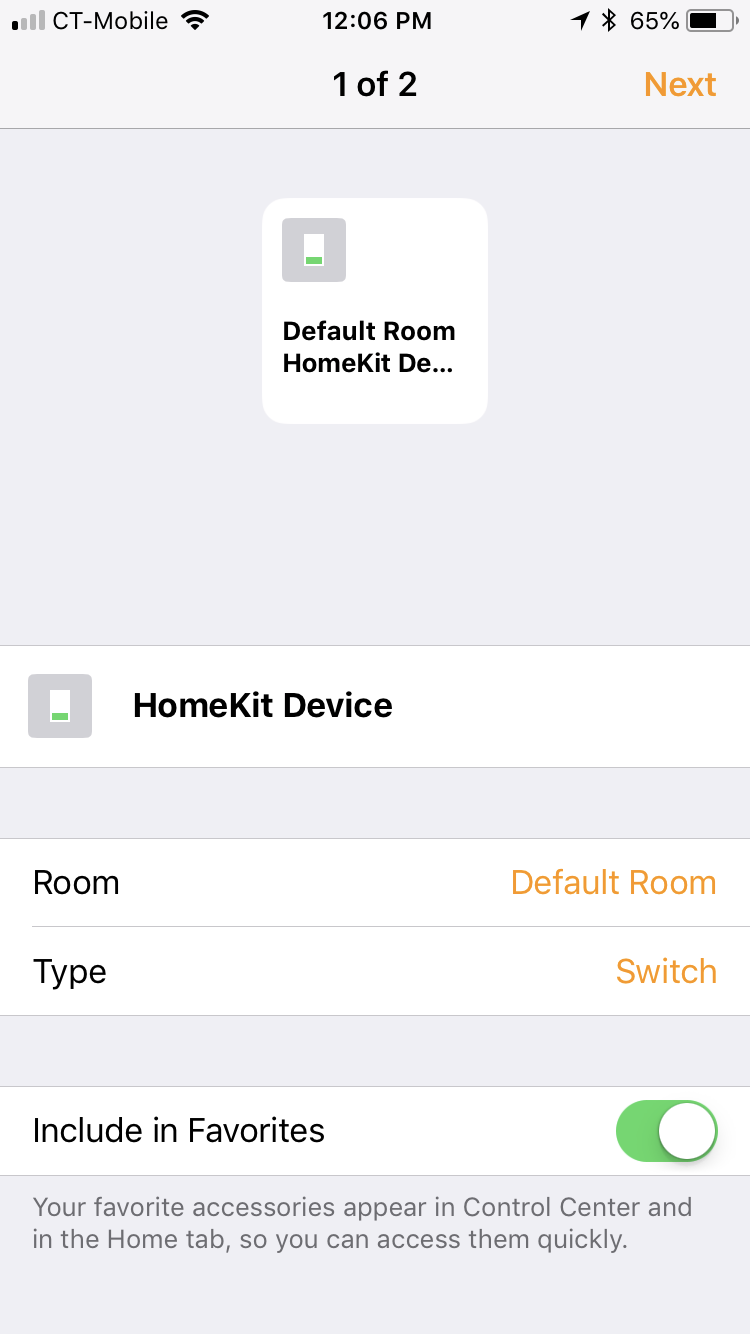 CT-Mobile 12:06 PM 65%
1 of 2 Next
Default Room
HomeKit De...
HomeKit Device
Room Default Room
Type Switch
Include in Favorites
Your favorite accessories appear in Control Center and
in the Home tab, so you can access them quickly.